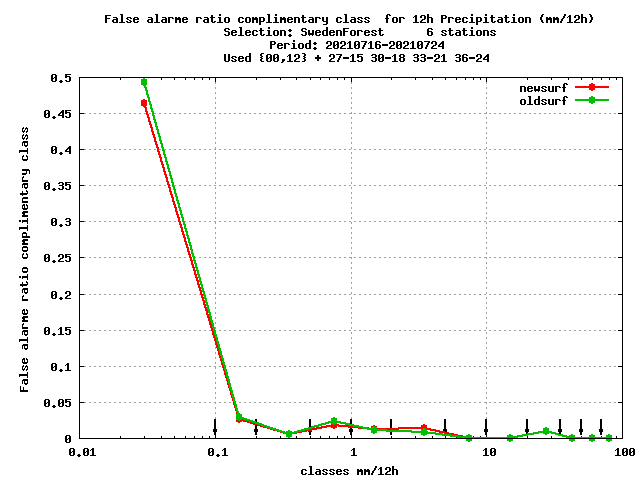 False alarme ratio complimentary class  for 12h Precipitation (mm/12h)
Selection: SwedenForest      6 stations
Period: 20210716-20210724
Used {00,12} + 27-15 30-18 33-21 36-24
newsurf
oldsurf
0.5
0.45
0.4
0.35
0.3
0.25
0.2
0.15
0.1
0.05
0
False alarme ratio complimentary class
0.01 0.1 1 10 100
classes mm/12h